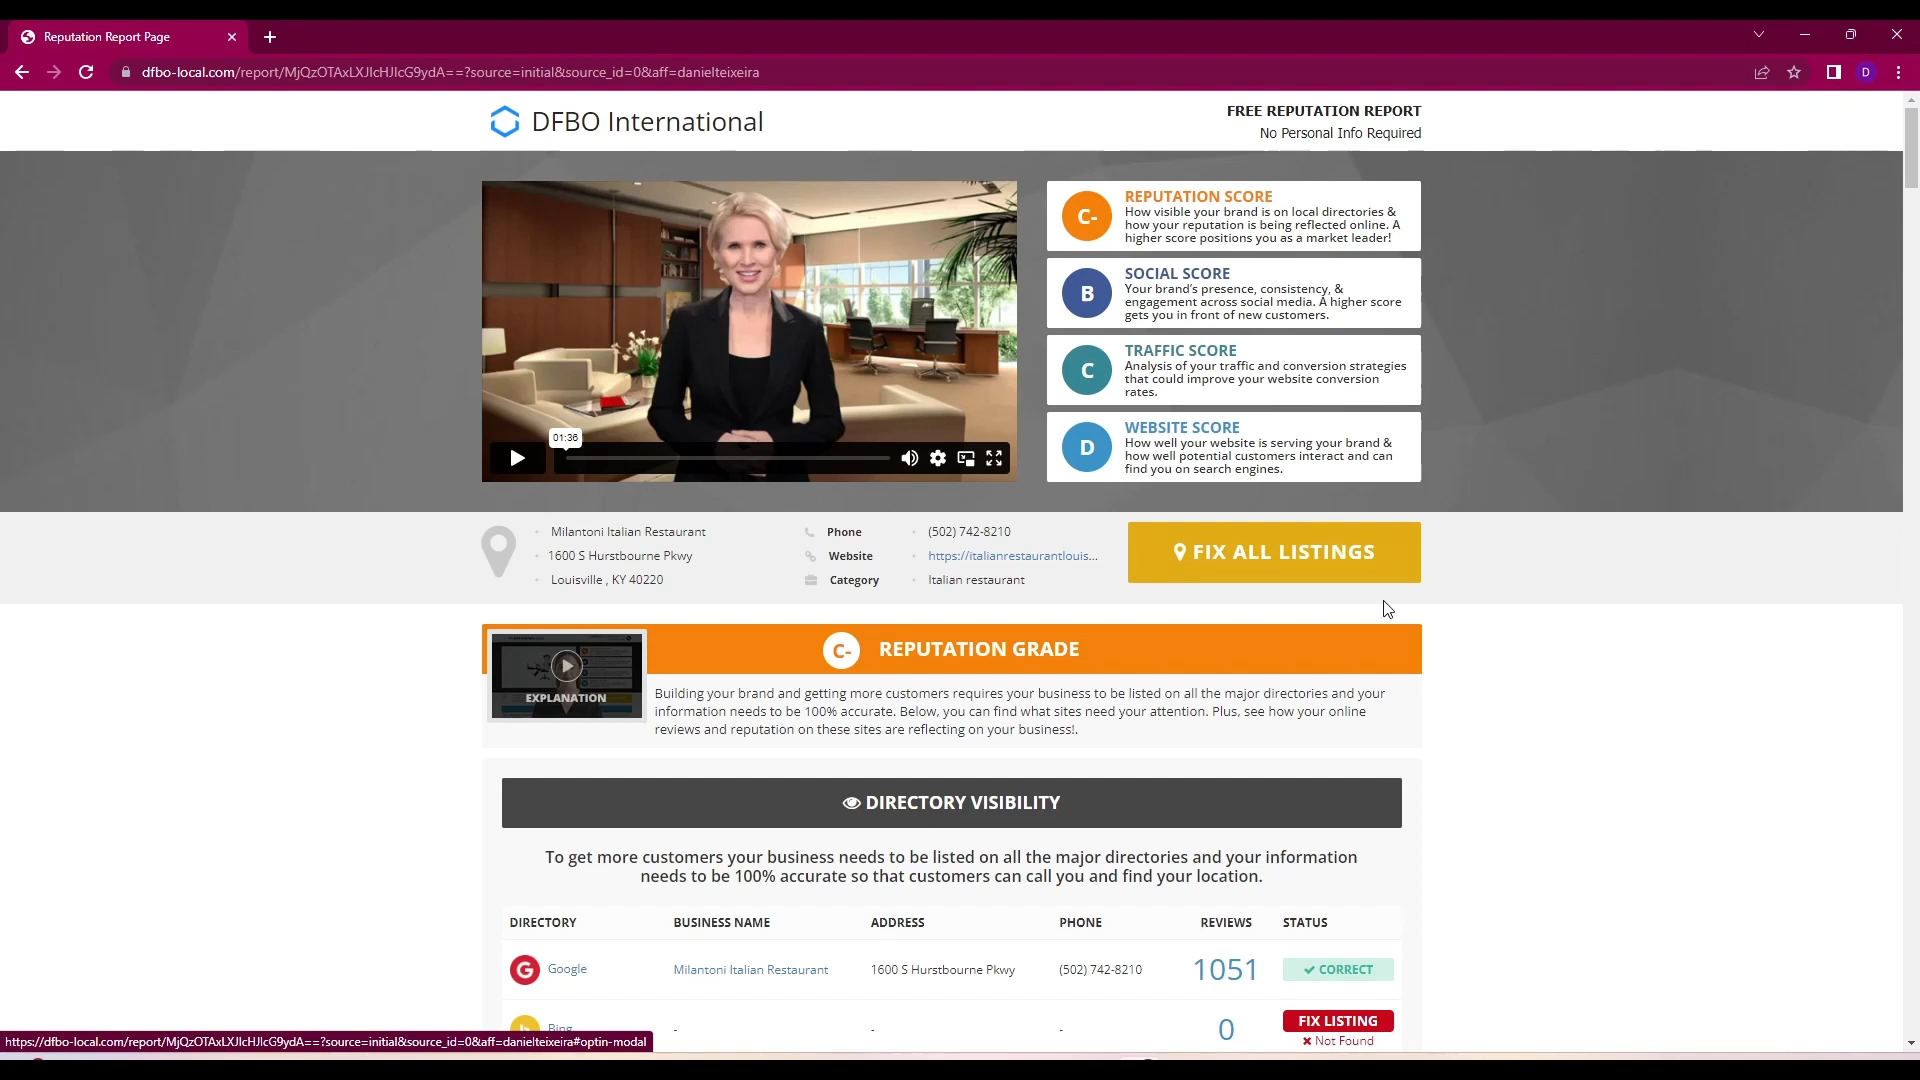 Reputation Report Page
dfbo-local.com/report/MjQzOTAxLXJlcHJlcG9ydA==?source=initial&source_id=0&aff=danielteixeira
D
DFBO International
FREE REPUTATION REPORT
No Personal Info Required
C-
REPUTATION SCORE
How visible your brand is on local directories &
how your reputation is being reflected online. A
higher score positions you as a market leader!
B
SOCIAL SCORE
Your brand's presence, consistency, &
engagement across social media. A higher score
gets you in front of new customers.
C
TRAFFIC SCORE
Analysis of your traffic and conversion strategies
that could improve your website conversion
rates.
D
WEBSITE SCORE
How well your website is serving your brand &
how well potential customers interact and can
find you on search engines.
01:36
Milantoni Italian Restaurant
1600 S Hurstbourne Pkwy
Louisville , KY 40220
Phone (502) 742-8210
Website https://italianrestaurantlouis...
Category Italian restaurant
FIX ALL LISTINGS
C- REPUTATION GRADE
EXPLANATION
Building your brand and getting more customers requires your business to be listed on all the major directories and your
information needs to be 100% accurate. Below, you can find what sites need your attention. Plus, see how your online
reviews and reputation on these sites are reflecting on your business!.
DIRECTORY VISIBILITY
To get more customers your business needs to be listed on all the major directories and your information
needs to be 100% accurate so that customers can call you and find your location.
DIRECTORY BUSINESS NAME ADDRESS PHONE REVIEWS STATUS
G Google Milantoni Italian Restaurant 1600 S Hurstbourne Pkwy (502) 742-8210 1051 CORRECT
Bing - - - 0 FIX LISTING
Not Found
https://dfbo-local.com/report/MjQzOTAxLXJlcHJlcG9ydA==?source=initial&source_id=0&aff=danielteixeira#optin-modal